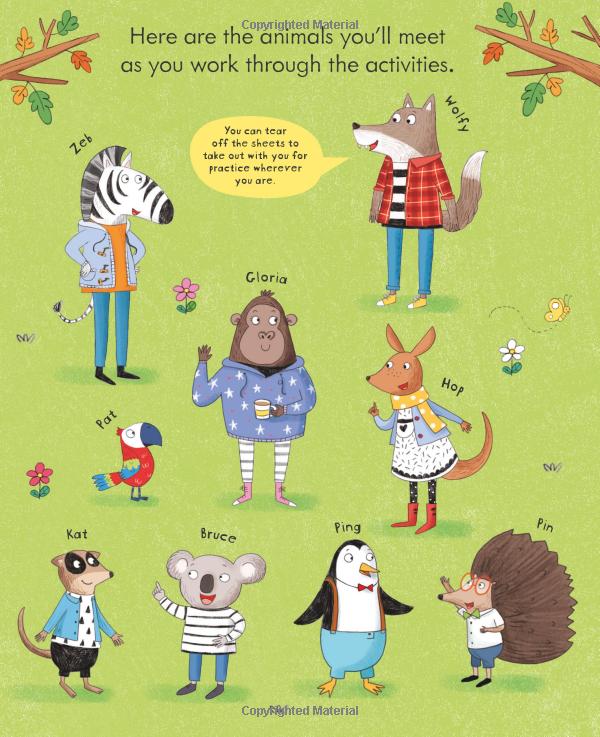 Copyrighted Material
Here are the animals you'll meet
as you work through the activities.
Wolfy
Zeb
You can tear
off the sheets to
take out with you for
practice wherever
you are.
Gloria
Hop
Pat
Kat
Bruce
Ping
Pin
Copyrighted Material